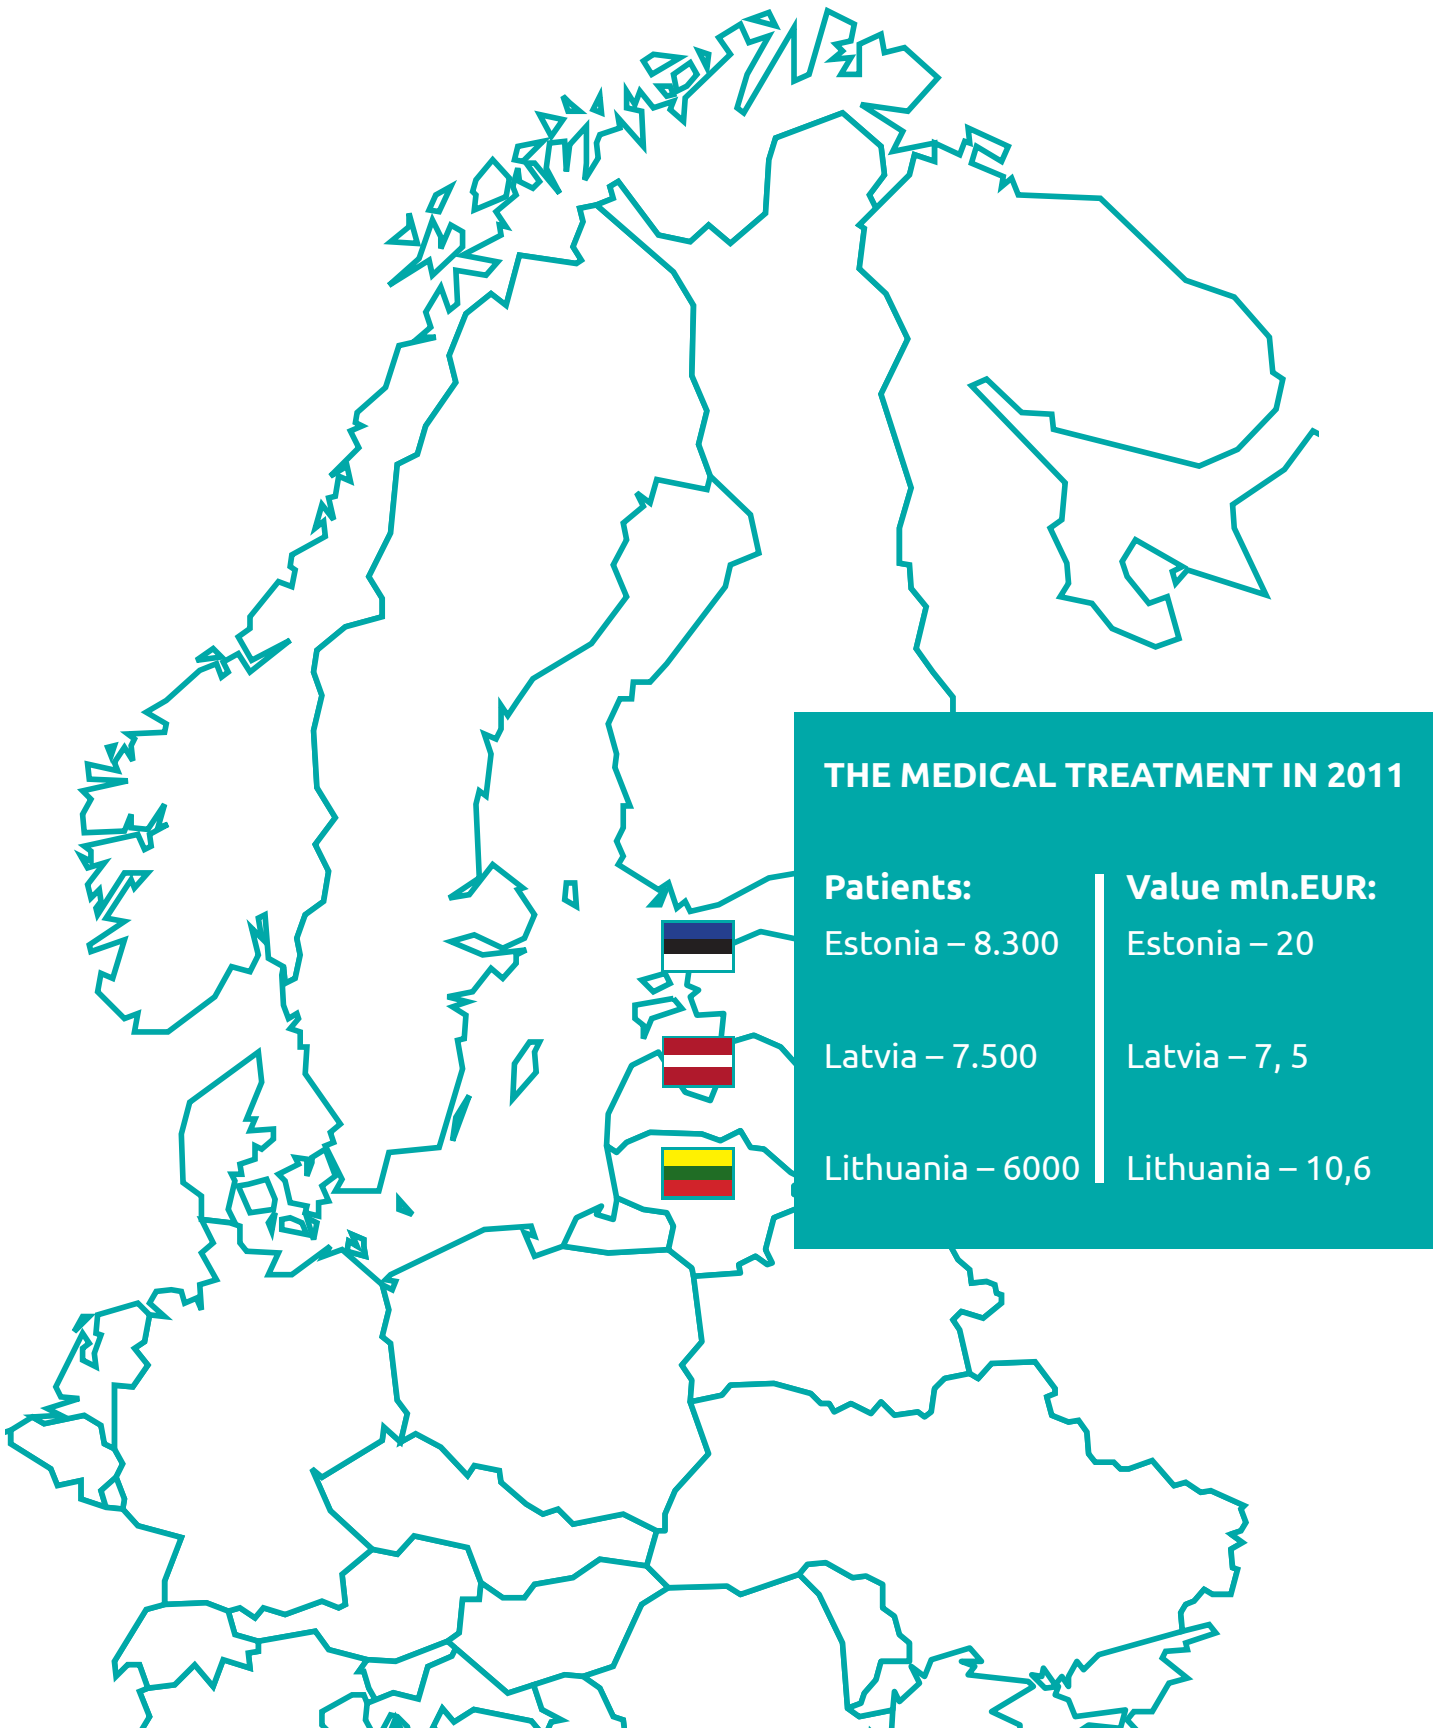 THE MEDICAL TREATMENT IN 2011
Patients:
Estonia – 8.300
Latvia – 7.500
Lithuania – 6000
Value mln.EUR:
Estonia – 20
Latvia – 7, 5
Lithuania – 10,6